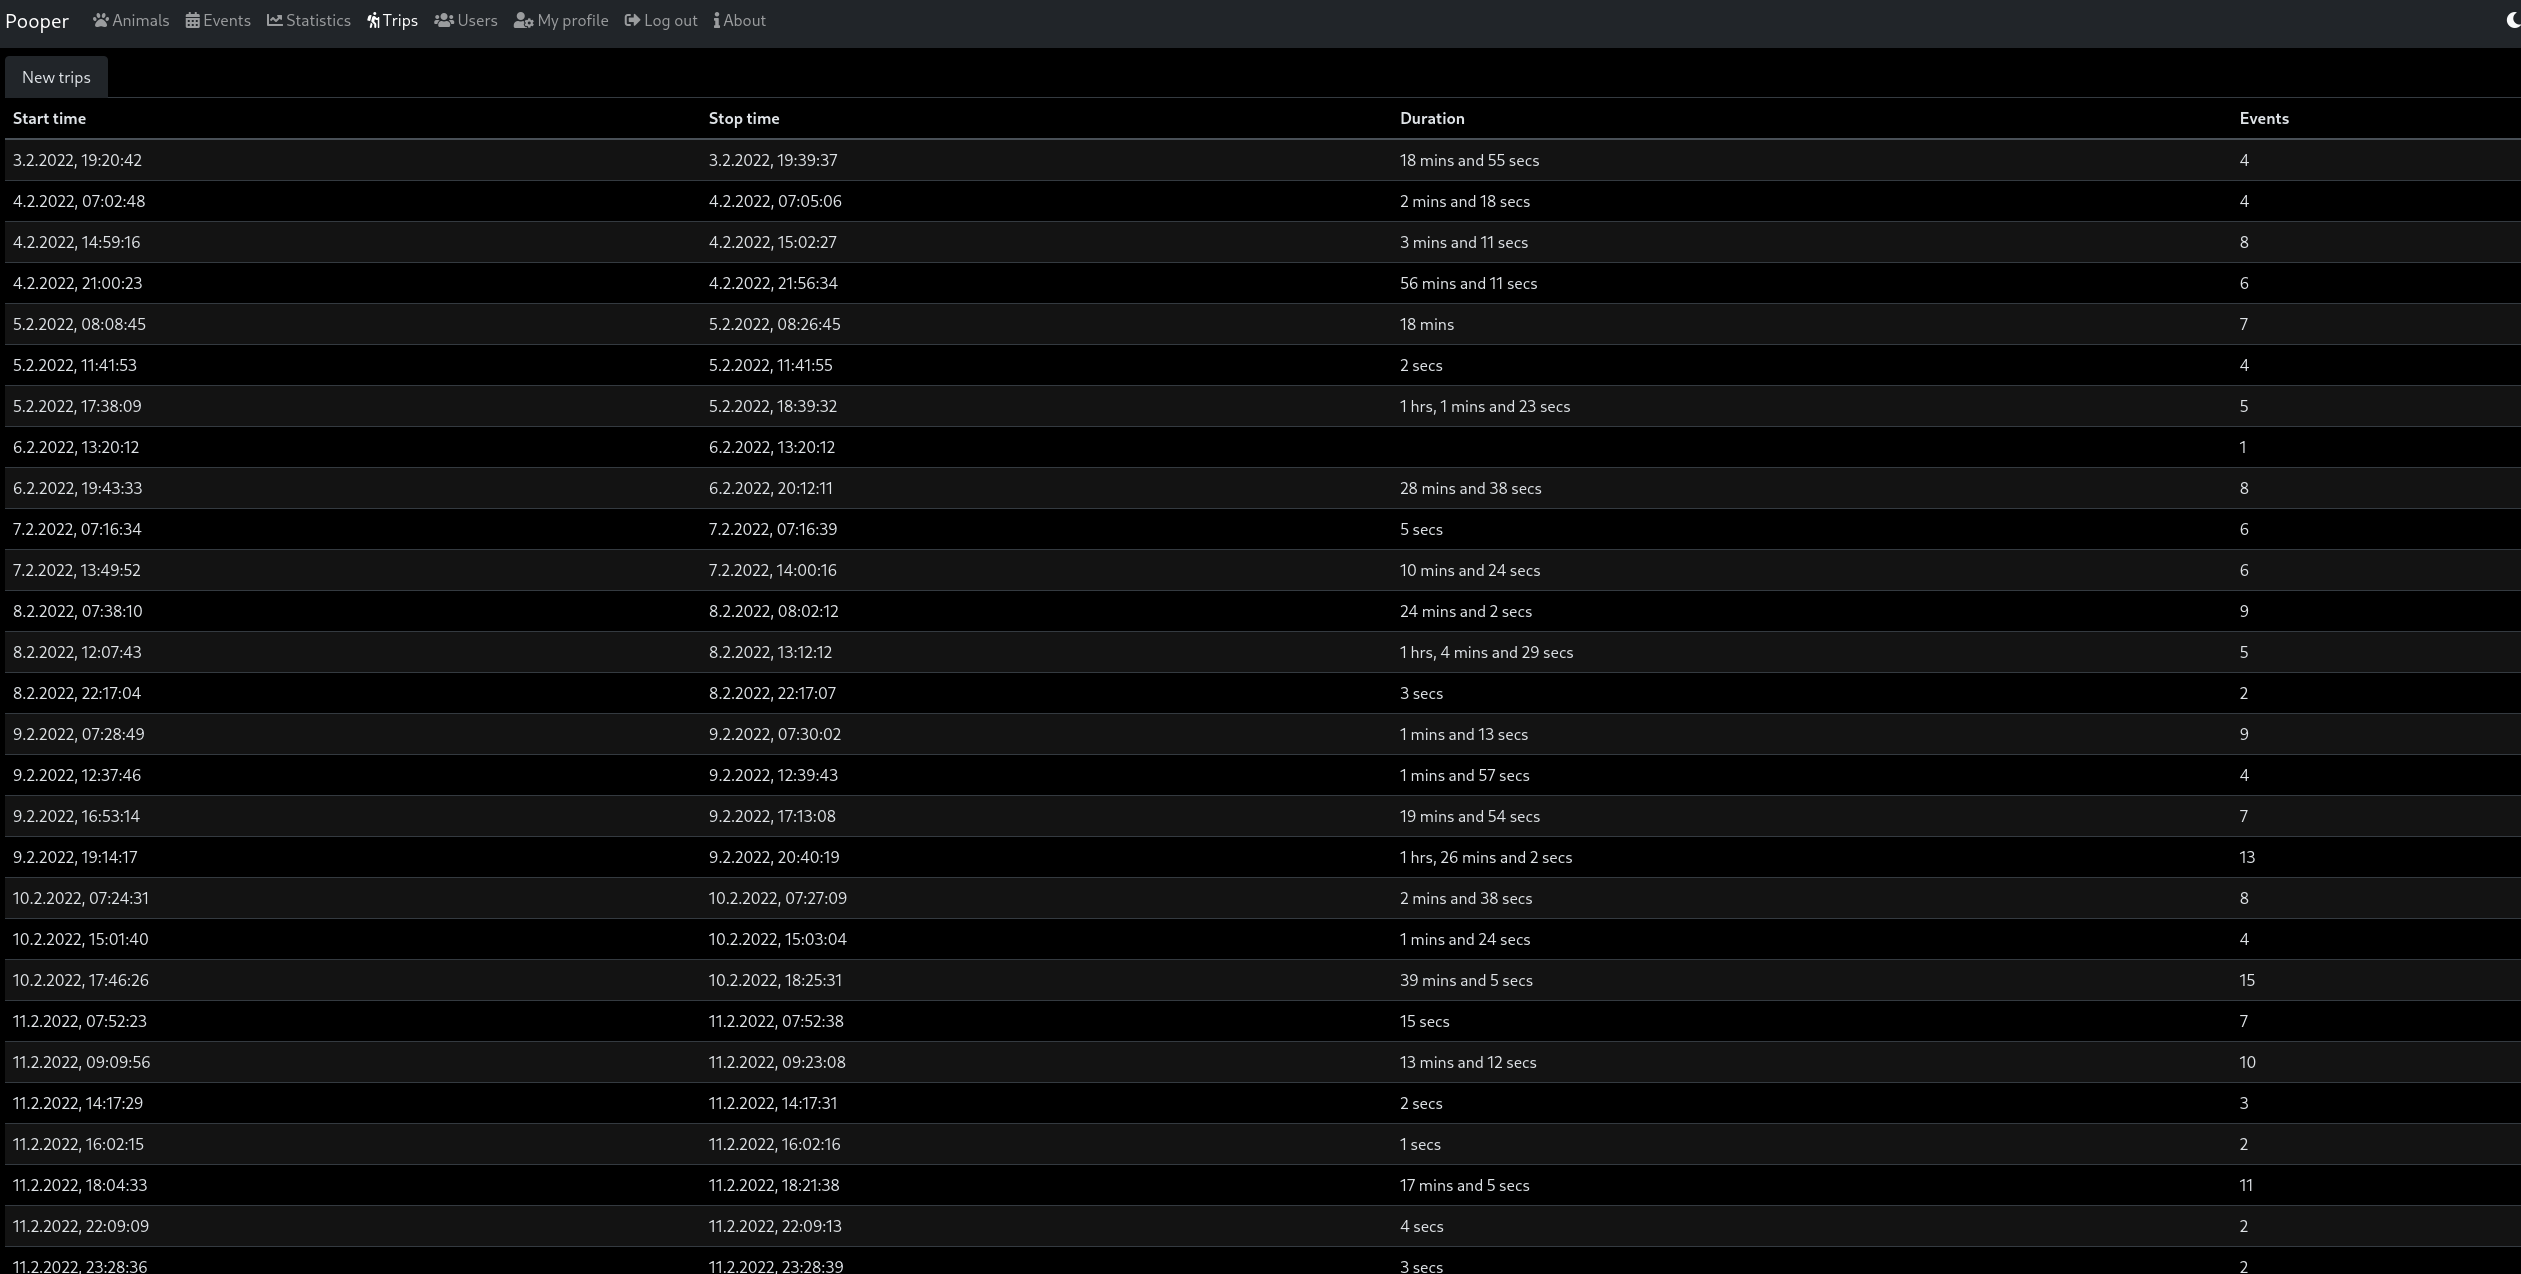 Pooper Animals Events Statistics Trips Users My profile Log out About
New trips
Start time Stop time Duration Events
3.2.2022, 19:20:42 3.2.2022, 19:39:37 18 mins and 55 secs 4
4.2.2022, 07:02:48 4.2.2022, 07:05:06 2 mins and 18 secs 4
4.2.2022, 14:59:16 4.2.2022, 15:02:27 3 mins and 11 secs 8
4.2.2022, 21:00:23 4.2.2022, 21:56:34 56 mins and 11 secs 6
5.2.2022, 08:08:45 5.2.2022, 08:26:45 18 mins 7
5.2.2022, 11:41:53 5.2.2022, 11:41:55 2 secs 4
5.2.2022, 17:38:09 5.2.2022, 18:39:32 1 hrs, 1 mins and 23 secs 5
6.2.2022, 13:20:12 6.2.2022, 13:20:12 1
6.2.2022, 19:43:33 6.2.2022, 20:12:11 28 mins and 38 secs 8
7.2.2022, 07:16:34 7.2.2022, 07:16:39 5 secs 6
7.2.2022, 13:49:52 7.2.2022, 14:00:16 10 mins and 24 secs 6
8.2.2022, 07:38:10 8.2.2022, 08:02:12 24 mins and 2 secs 9
8.2.2022, 12:07:43 8.2.2022, 13:12:12 1 hrs, 4 mins and 29 secs 5
8.2.2022, 22:17:04 8.2.2022, 22:17:07 3 secs 2
9.2.2022, 07:28:49 9.2.2022, 07:30:02 1 mins and 13 secs 9
9.2.2022, 12:37:46 9.2.2022, 12:39:43 1 mins and 57 secs 4
9.2.2022, 16:53:14 9.2.2022, 17:13:08 19 mins and 54 secs 7
9.2.2022, 19:14:17 9.2.2022, 20:40:19 1 hrs, 26 mins and 2 secs 13
10.2.2022, 07:24:31 10.2.2022, 07:27:09 2 mins and 38 secs 8
10.2.2022, 15:01:40 10.2.2022, 15:03:04 1 mins and 24 secs 4
10.2.2022, 17:46:26 10.2.2022, 18:25:31 39 mins and 5 secs 15
11.2.2022, 07:52:23 11.2.2022, 07:52:38 15 secs 7
11.2.2022, 09:09:56 11.2.2022, 09:23:08 13 mins and 12 secs 10
11.2.2022, 14:17:29 11.2.2022, 14:17:31 2 secs 3
11.2.2022, 16:02:15 11.2.2022, 16:02:16 1 secs 2
11.2.2022, 18:04:33 11.2.2022, 18:21:38 17 mins and 5 secs 11
11.2.2022, 22:09:09 11.2.2022, 22:09:13 4 secs 2
11.2.2022, 23:28:36 11.2.2022, 23:28:39 3 secs 2